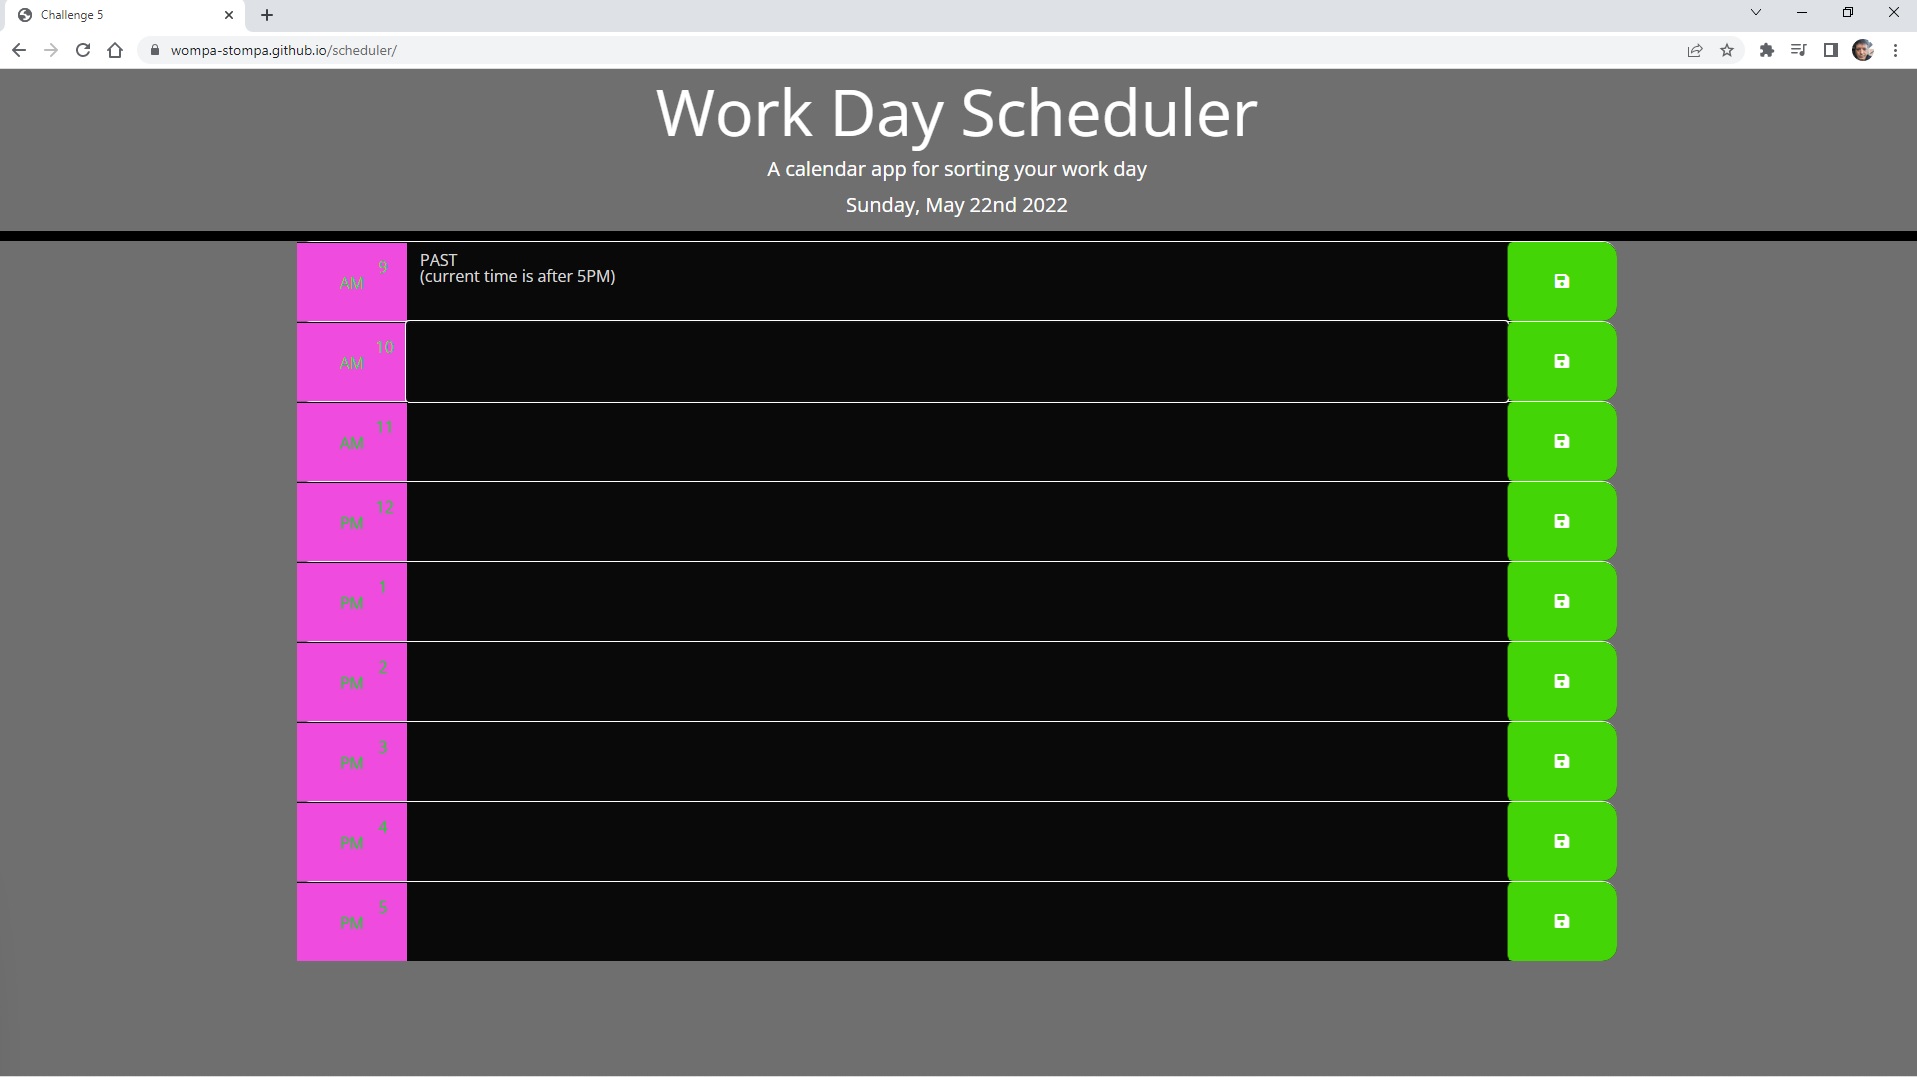 Challenge 5
wompa-stompa.github.io/scheduler/
Work Day Scheduler
A calendar app for sorting your work day
Sunday, May 22nd 2022
9
AM
PAST
(current time is after 5PM)
10
AM
11
AM
12
PM
1
PM
2
PM
3
PM
4
PM
5
PM